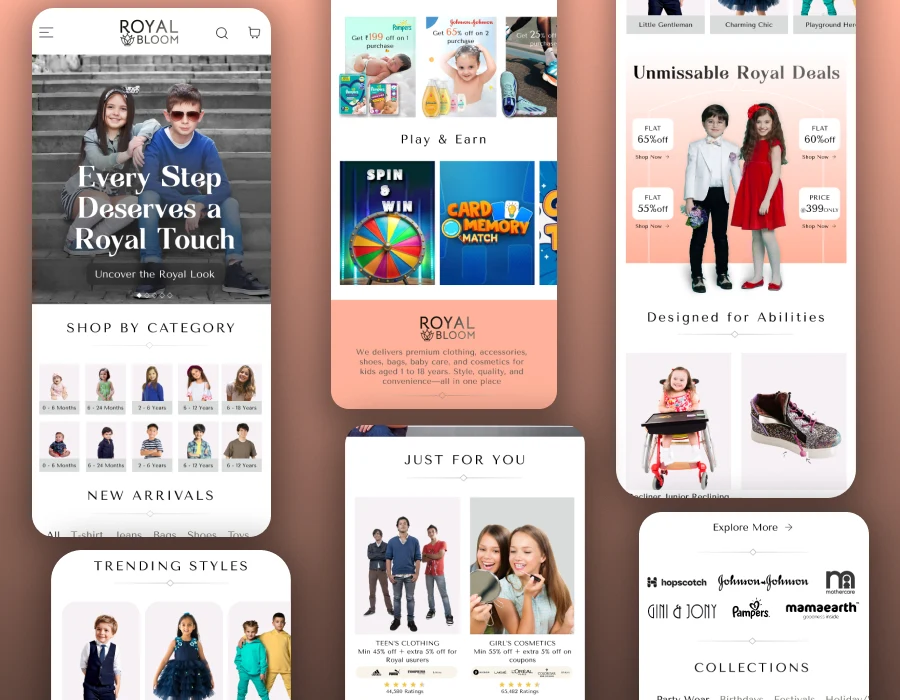 ROYAL
BLOOM
Every Step
Deserves a
Royal Touch
Uncover the Royal Look
SHOP BY CATEGORY
0 - 6 Months
6 - 24 Months
2 - 6 Years
6 - 12 Years
6 - 18 Years
0 - 6 Months
6 - 24 Months
2 - 6 Years
6 - 12 Years
6 - 18 Years
NEW ARRIVALS
All T-shirt Jeans Bags Shoes Toys
TRENDING STYLES
Pampers
Get ₹199 off on 1
purchase
Johnson's
Get 65% off on 2
purchase
Get 25% off
purchase
Play & Earn
SPIN
&
WIN
CARD
MEMORY
MATCH
ROYAL
BLOOM
We delivers premium clothing, accessories,
shoes, bags, baby care, and cosmetics for
kids aged 1 to 18 years. Style, quality, and
convenience—all in one place
JUST FOR YOU
TEEN'S CLOTHING
Min 45% off + extra 5% off for
Royal usurers
44,580 Ratings
GIRL'S COSMETICS
Min 55% off + extra 5% off on
coupons
65,482 Ratings
Little Gentleman
Charming Chic
Playground Her
Unmissable Royal Deals
FLAT
65%off
Shop Now →
FLAT
60%off
Shop Now →
FLAT
55%off
Shop Now →
PRICE
@399ONLY
Shop Now →
Designed for Abilities
Recliner Junior Reclining
Explore More →
hopscotch
Johnson & Johnson
mothercare
GINI & JONY
Pampers
mamaearth
goodness inside
COLLECTIONS
Party Wear Birthdays Festivals Holiday/